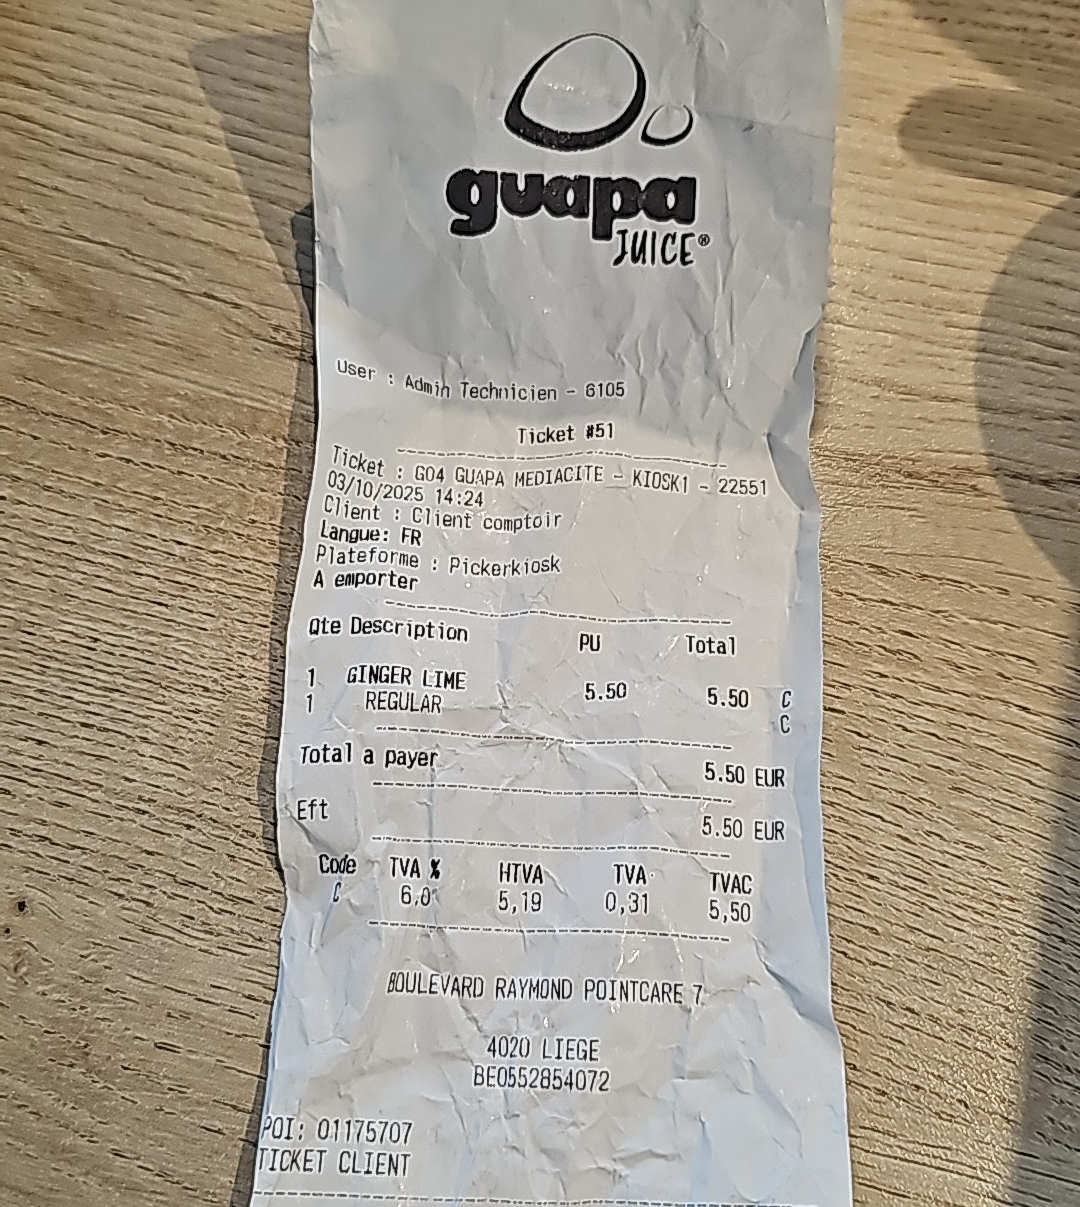 guapa
JUICE®
User : Admin Technicien - 6105
Ticket #51
Ticket : G04 GUAPA MEDIACITE - KIOSK1 - 22551
03/10/2025 14:24
Client : Client comptoir
Langue: FR
Plateforme : Pickerkiosk
A emporter
Qte Description PU Total
1 GINGER LIME 5.50 5.50 C
1 REGULAR C
Total a payer 5.50 EUR
Eft 5.50 EUR
Code TVA % HTVA TVA TVAC
C 6,0 5,19 0,31 5,50
BOULEVARD RAYMOND POINTCARE 7
4020 LIEGE
BE0552854072
POI: 01175707
TICKET CLIENT